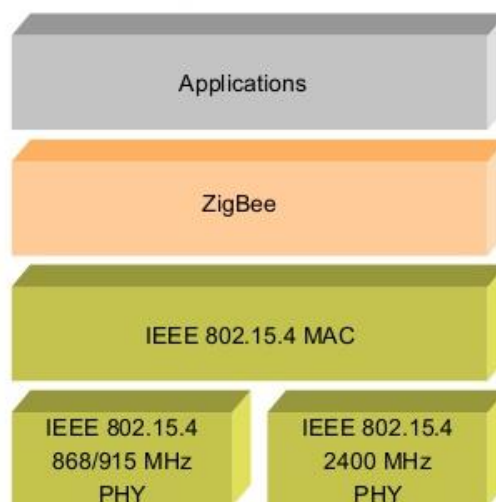 Applications
ZigBee
IEEE 802.15.4 MAC
IEEE 802.15.4
868/915 MHz
PHY
IEEE 802.15.4
2400 MHz
PHY